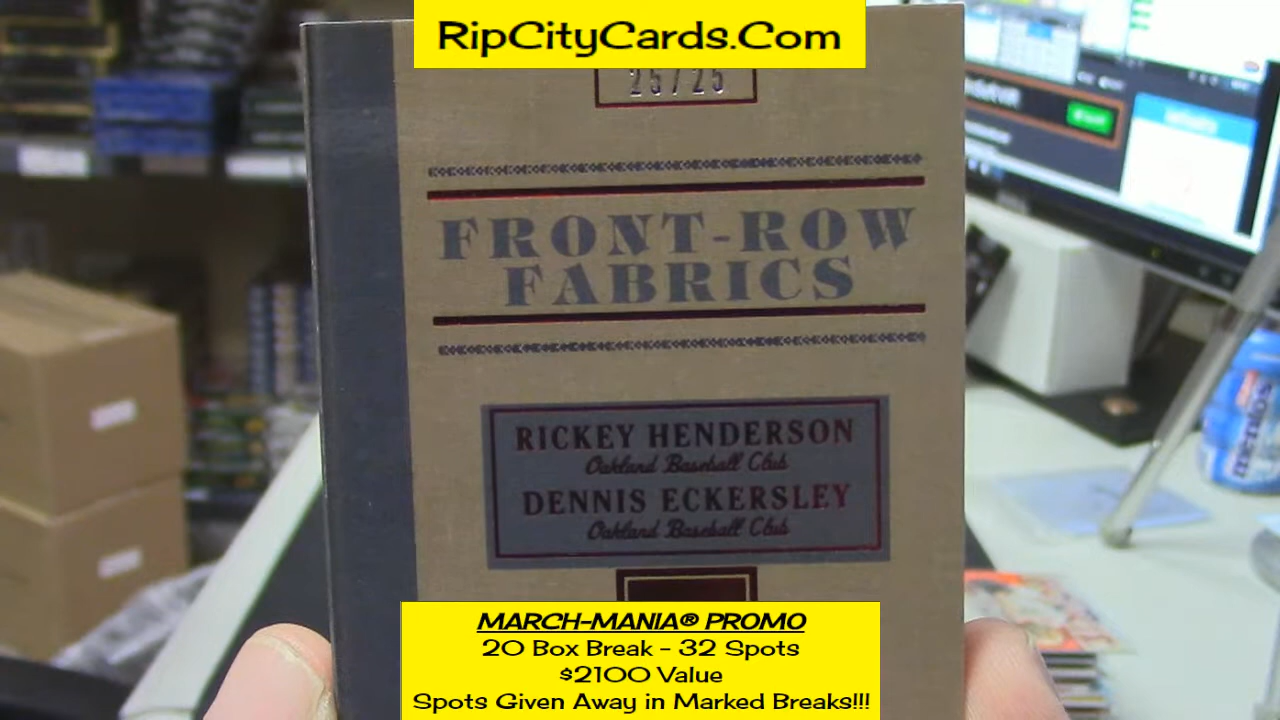 RipCityCards.Com
25/25
FRONT-ROW
FABRICS
RICKEY HENDERSON
Oakland Baseball Club
DENNIS ECKERSLEY
Oakland Baseball Club
MARCH-MANIA® PROMO
20 Box Break - 32 Spots
$2100 Value
Spots Given Away in Marked Breaks!!!
mentos